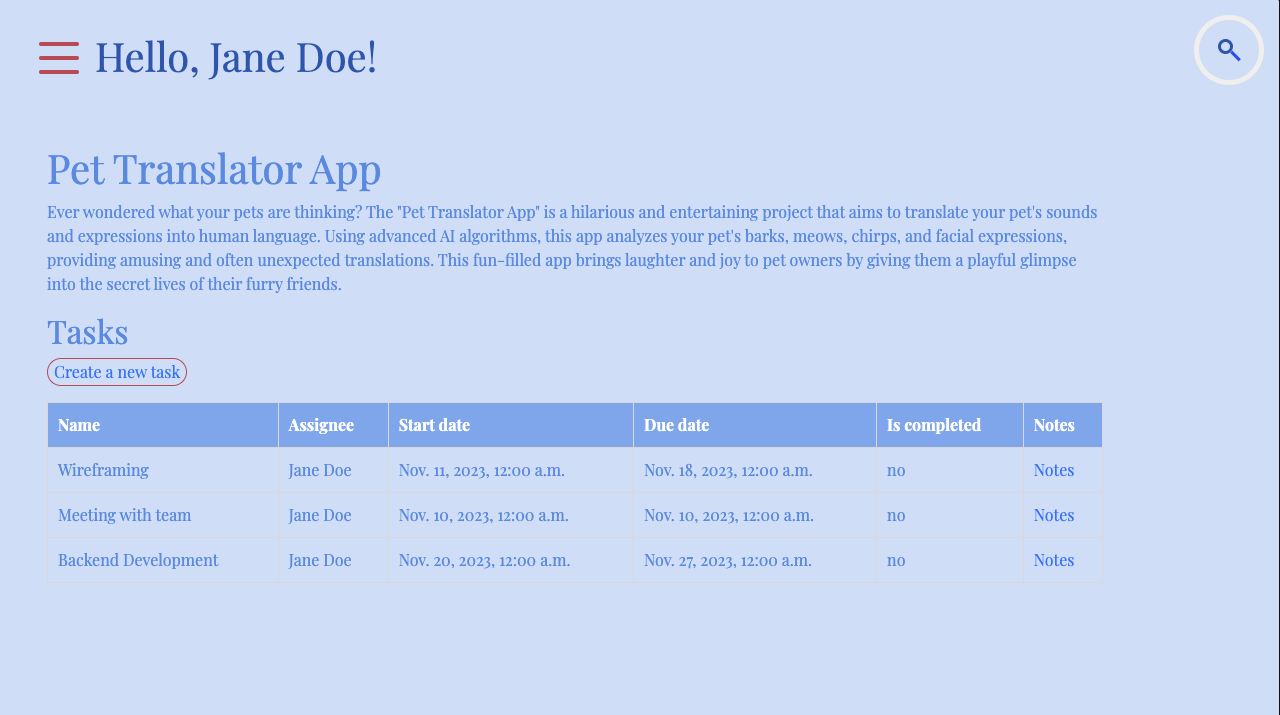 Hello, Jane Doe!
Pet Translator App
Ever wondered what your pets are thinking? The "Pet Translator App" is a hilarious and entertaining project that aims to translate your pet's sounds
and expressions into human language. Using advanced AI algorithms, this app analyzes your pet's barks, meows, chirps, and facial expressions,
providing amusing and often unexpected translations. This fun-filled app brings laughter and joy to pet owners by giving them a playful glimpse
into the secret lives of their furry friends.
Tasks
Create a new task
Name Assignee Start date Due date Is completed Notes
Wireframing Jane Doe Nov. 11, 2023, 12:00 a.m. Nov. 18, 2023, 12:00 a.m. no Notes
Meeting with team Jane Doe Nov. 10, 2023, 12:00 a.m. Nov. 10, 2023, 12:00 a.m. no Notes
Backend Development Jane Doe Nov. 20, 2023, 12:00 a.m. Nov. 27, 2023, 12:00 a.m. no Notes